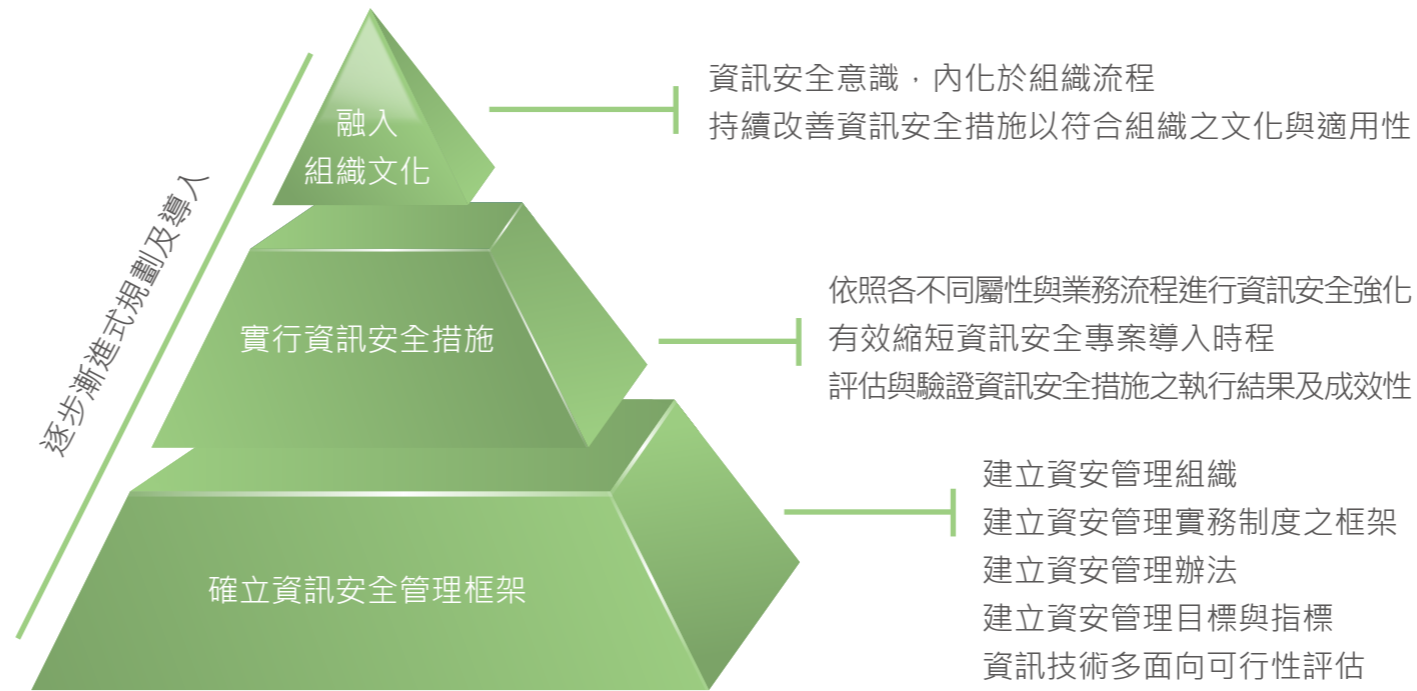 融入
組織文化
資訊安全意識，內化於組織流程
持續改善資訊安全措施以符合組織之文化與適用性
逐步漸進式規劃及導入
實行資訊安全措施
依照各不同屬性與業務流程進行資訊安全強化
有效縮短資訊安全專案導入時程
評估與驗證資訊安全措施之執行結果及成效性
確立資訊安全管理框架
建立資安管理組織
建立資安管理實務制度之框架
建立資安管理辦法
建立資安管理目標與指標
資訊技術多面向可行性評估